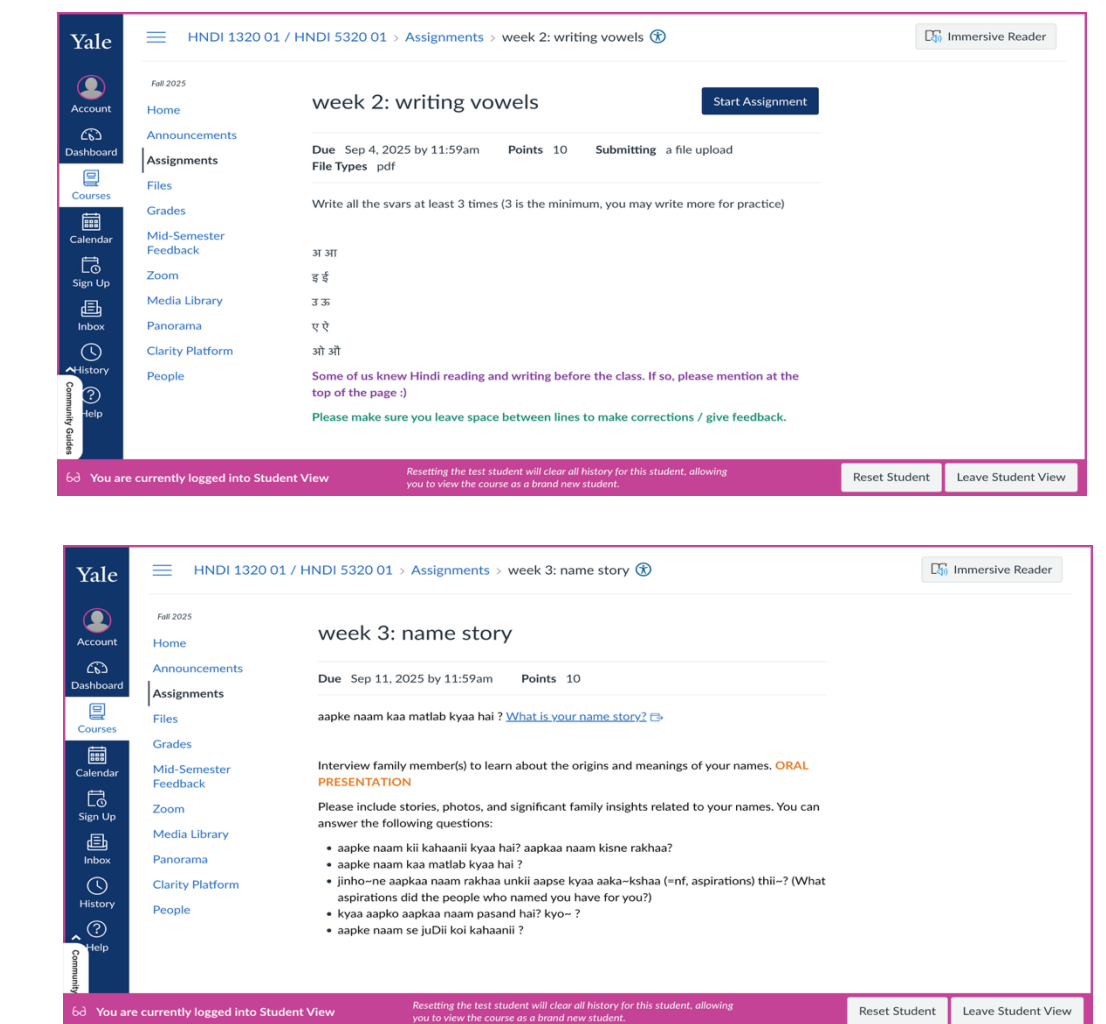 Yale
HNDI 1320 01 / HNDI 5320 01 > Assignments > week 2: writing vowels
Immersive Reader
Account
Dashboard
Courses
Calendar
Sign Up
Inbox
History
Help
Community Guides
Fall 2025
Home
Announcements
Assignments
Files
Grades
Mid-Semester
Feedback
Zoom
Media Library
Panorama
Clarity Platform
People
week 2: writing vowels
Start Assignment
Due Sep 4, 2025 by 11:59am Points 10 Submitting a file upload
File Types pdf
Write all the svars at least 3 times (3 is the minimum, you may write more for practice)
अ आ
इ ई
उ ऊ
ए ऐ
ओ औ
Some of us knew Hindi reading and writing before the class. If so, please mention at the
top of the page :)
Please make sure you leave space between lines to make corrections / give feedback.
You are currently logged into Student View
Resetting the test student will clear all history for this student, allowing
you to view the course as a brand new student.
Reset Student
Leave Student View
Yale
HNDI 1320 01 / HNDI 5320 01 > Assignments > week 3: name story
Immersive Reader
Account
Dashboard
Courses
Calendar
Sign Up
Inbox
History
Help
Community
Fall 2025
Home
Announcements
Assignments
Files
Grades
Mid-Semester
Feedback
Zoom
Media Library
Panorama
Clarity Platform
People
week 3: name story
Due Sep 11, 2025 by 11:59am Points 10
aapke naam kaa matlab kyaa hai ? What is your name story?
Interview family member(s) to learn about the origins and meanings of your names. ORAL
PRESENTATION
Please include stories, photos, and significant family insights related to your names. You can
answer the following questions:
• aapke naam kii kahaanii kyaa hai? aapkaa naam kisne rakhaa?
• aapke naam kaa matlab kyaa hai ?
• jinho~ne aapkaa naam rakhaa unkii aapse kyaa aaka~kshaa (=nf, aspirations) thii~? (What
aspirations did the people who named you have for you?)
• kyaa aapko aapkaa naam pasand hai? kyo~ ?
• aapke naam se juDii koi kahaanii ?
You are currently logged into Student View
Resetting the test student will clear all history for this student, allowing
you to view the course as a brand new student.
Reset Student
Leave Student View